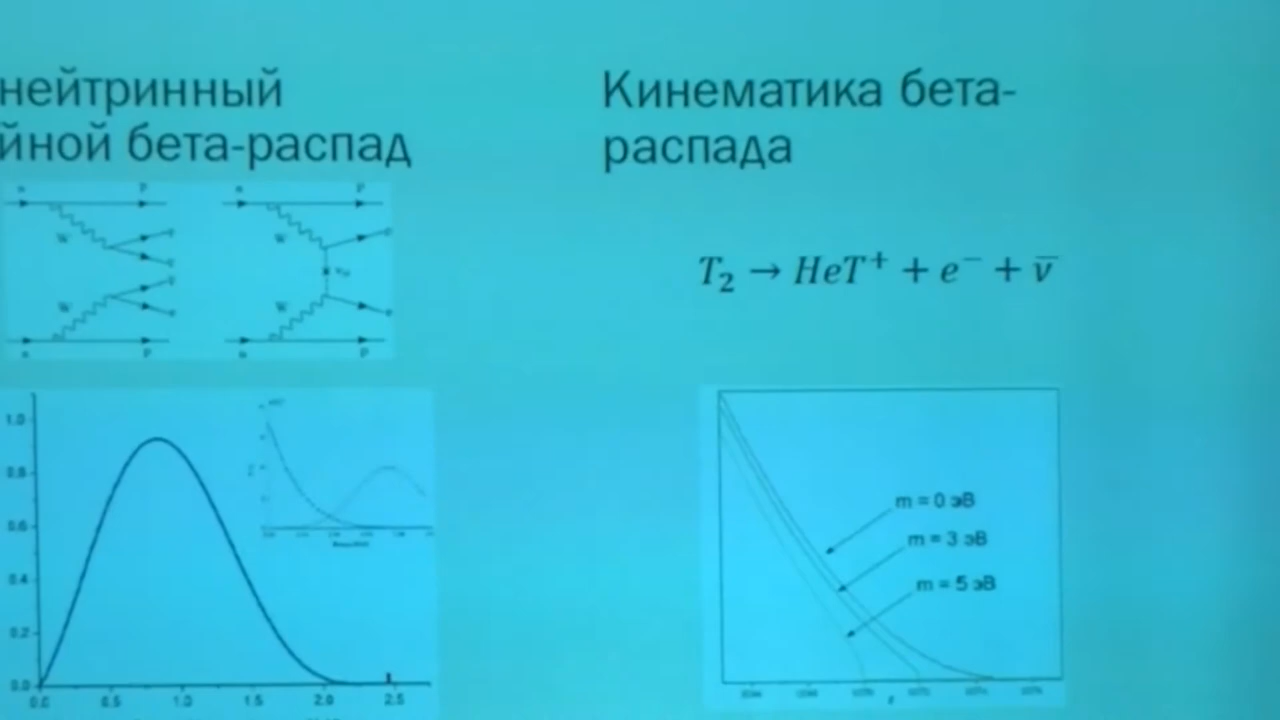 нейтринный
йной бета-распад
Кинематика бета-
распада
T₂ → HeT⁺ + e⁻ + ν̄
n P n P
W W
W W
n P n P
1.0
0.8
0.6
0.4
0.2
0.0
0.0 0.5 1.0 1.5 2.0 2.5
m = 0 эВ
m = 3 эВ
m = 5 эВ